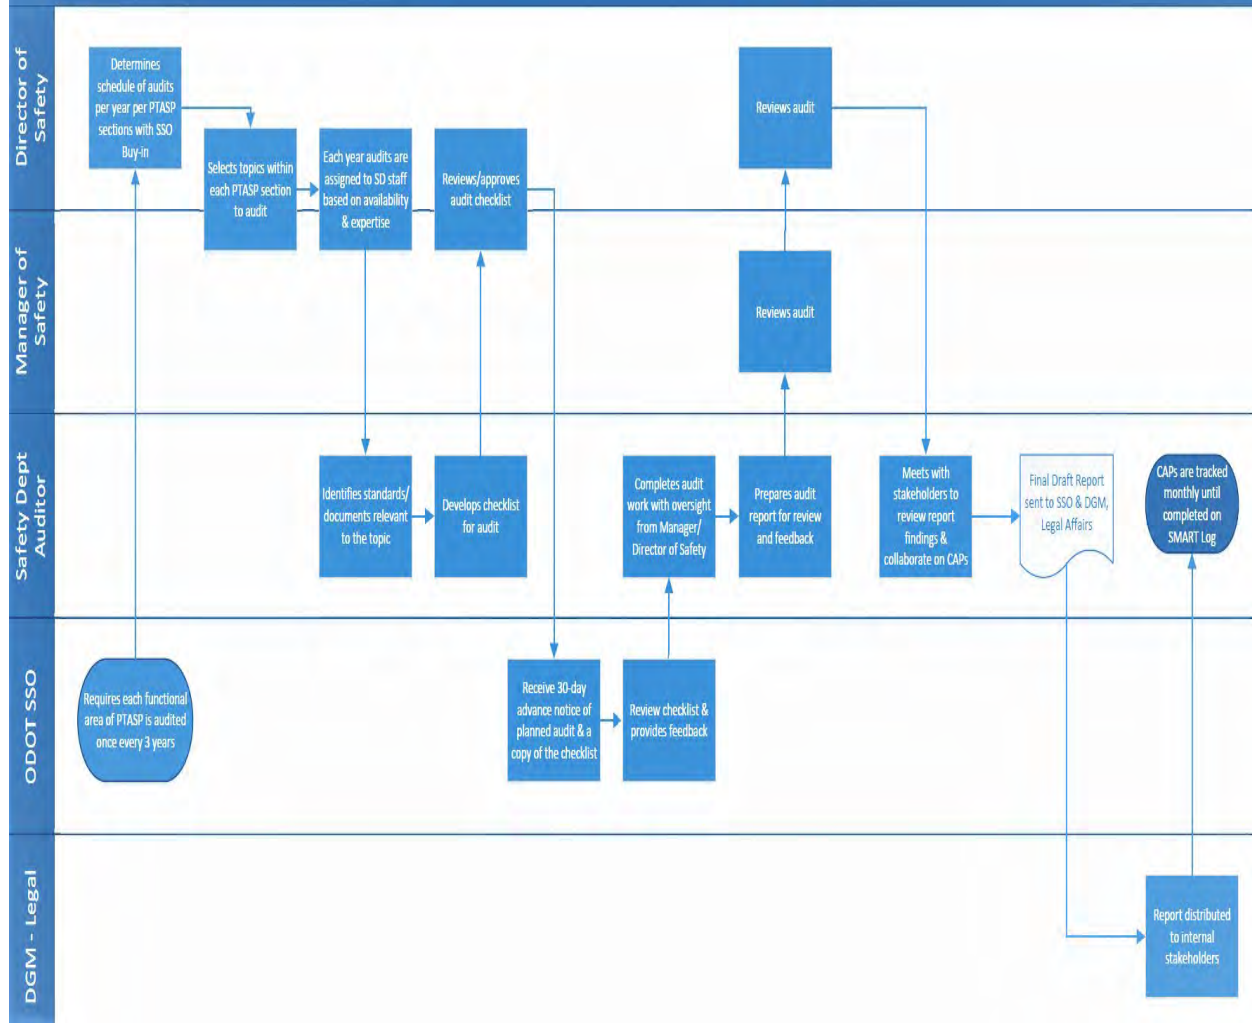 Director of
Safety
Determines
schedule of audits
per year per PTASP
sections with SSO
Buy-in
Selects topics within
each PTASP section
to audit
Each year audits are
assigned to SD staff
based on availability
& expertise
Reviews/approves
audit checklist
Reviews audit
Manager of
Safety
Reviews audit
Safety Dept
Auditor
Identifies standards/
documents relevant
to the topic
Develops checklist
for audit
Completes audit
work with oversight
from Manager/
Director of Safety
Prepares audit
report for review
and feedback
Meets with
stakeholders to
review report
findings &
collaborate on CAPs
Final Draft Report
sent to SSO & DGM,
Legal Affairs
CAPs are tracked
monthly until
completed on
SMART Log
ODOT SSO
Requires each functional
area of PTASP is audited
once every 3 years
Receive 30-day
advance notice of
planned audit & a
copy of the checklist
Review checklist &
provides feedback
DGM - Legal
Report distributed
to internal
stakeholders